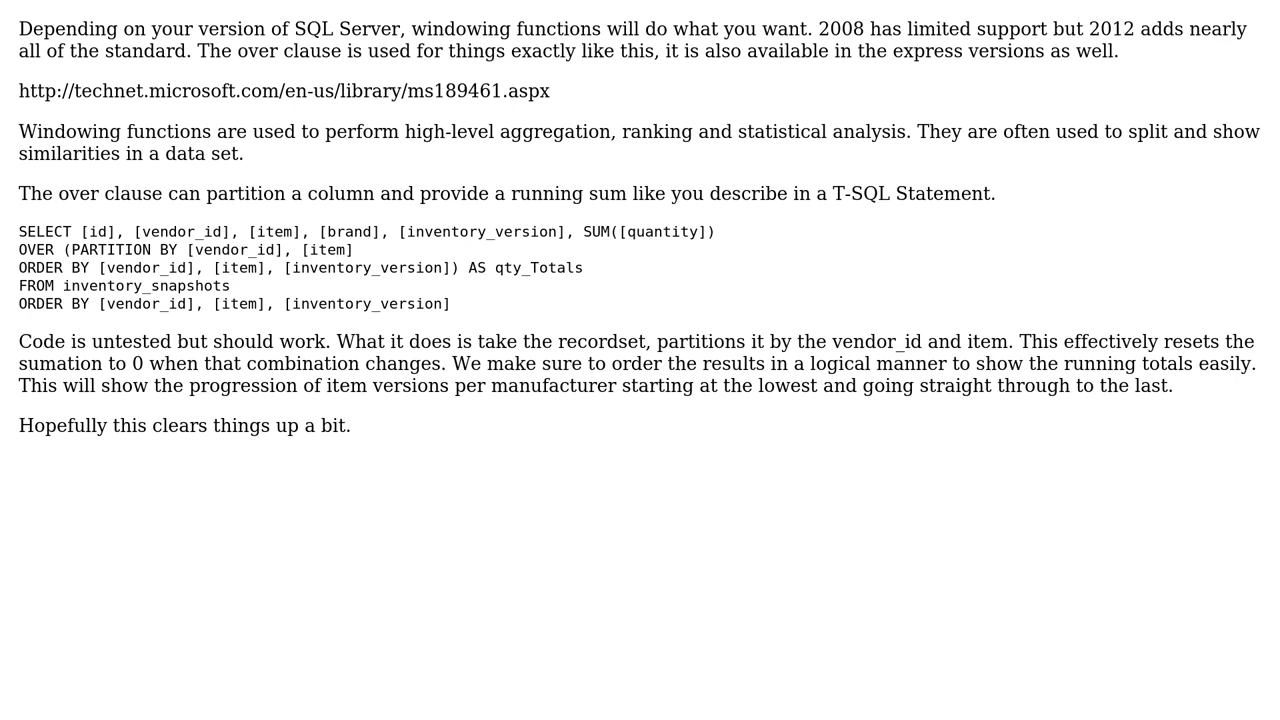 Depending on your version of SQL Server, windowing functions will do what you want. 2008 has limited support but 2012 adds nearly
all of the standard. The over clause is used for things exactly like this, it is also available in the express versions as well.
http://technet.microsoft.com/en-us/library/ms189461.aspx
Windowing functions are used to perform high-level aggregation, ranking and statistical analysis. They are often used to split and show
similarities in a data set.
The over clause can partition a column and provide a running sum like you describe in a T-SQL Statement.
SELECT [id], [vendor_id], [item], [brand], [inventory_version], SUM([quantity])
OVER (PARTITION BY [vendor_id], [item]
ORDER BY [vendor_id], [item], [inventory_version]) AS qty_Totals
FROM inventory_snapshots
ORDER BY [vendor_id], [item], [inventory_version]
Code is untested but should work. What it does is take the recordset, partitions it by the vendor_id and item. This effectively resets the
sumation to 0 when that combination changes. We make sure to order the results in a logical manner to show the running totals easily.
This will show the progression of item versions per manufacturer starting at the lowest and going straight through to the last.
Hopefully this clears things up a bit.